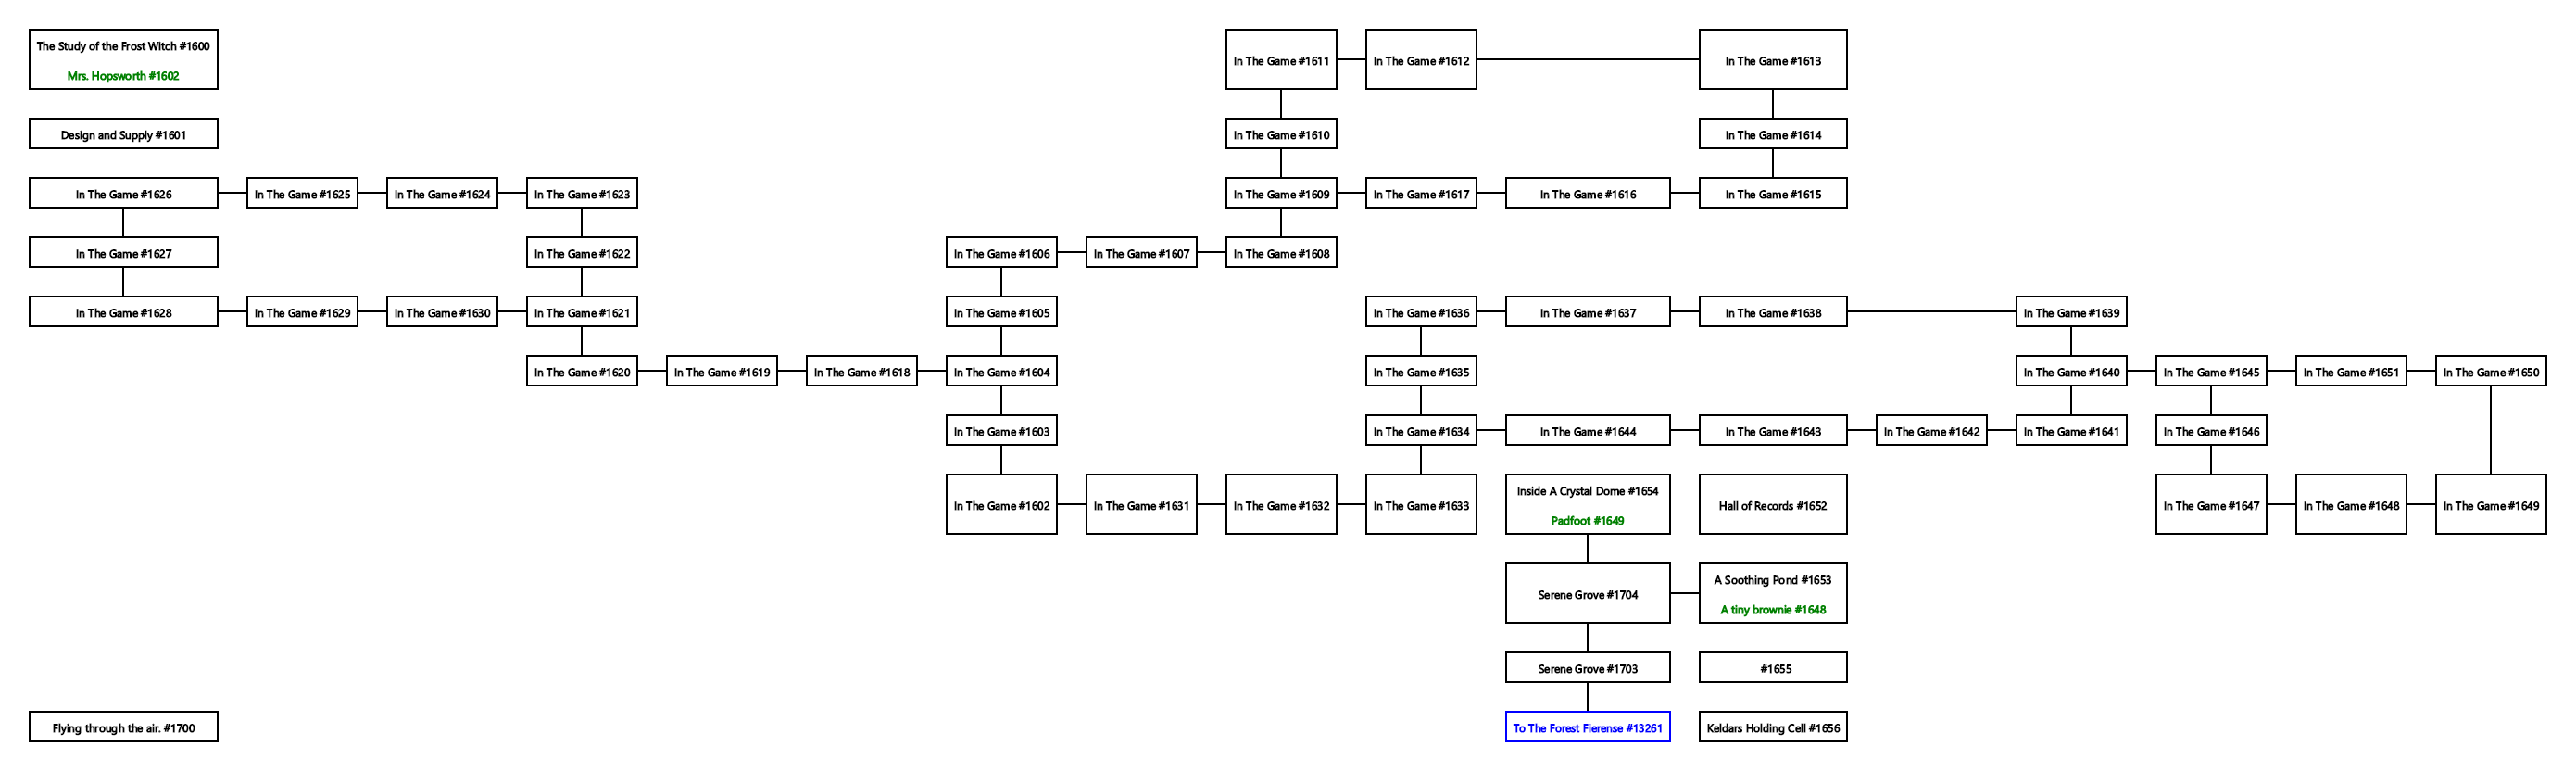 The Study of the Frost Witch #1600
Mrs. Hopsworth #1602
In The Game #1611
In The Game #1612
In The Game #1613
Design and Supply #1601
In The Game #1610
In The Game #1614
In The Game #1626
In The Game #1625
In The Game #1624
In The Game #1623
In The Game #1609
In The Game #1617
In The Game #1616
In The Game #1615
In The Game #1627
In The Game #1622
In The Game #1606
In The Game #1607
In The Game #1608
In The Game #1628
In The Game #1629
In The Game #1630
In The Game #1621
In The Game #1605
In The Game #1636
In The Game #1637
In The Game #1638
In The Game #1639
In The Game #1620
In The Game #1619
In The Game #1618
In The Game #1604
In The Game #1635
In The Game #1640
In The Game #1645
In The Game #1651
In The Game #1650
In The Game #1603
In The Game #1634
In The Game #1644
In The Game #1643
In The Game #1642
In The Game #1641
In The Game #1646
In The Game #1602
In The Game #1631
In The Game #1632
In The Game #1633
Inside A Crystal Dome #1654
Padfoot #1649
Hall of Records #1652
In The Game #1647
In The Game #1648
In The Game #1649
Serene Grove #1704
A Soothing Pond #1653
A tiny brownie #1648
Serene Grove #1703
#1655
Flying through the air. #1700
To The Forest Fierense #13261
Keldars Holding Cell #1656